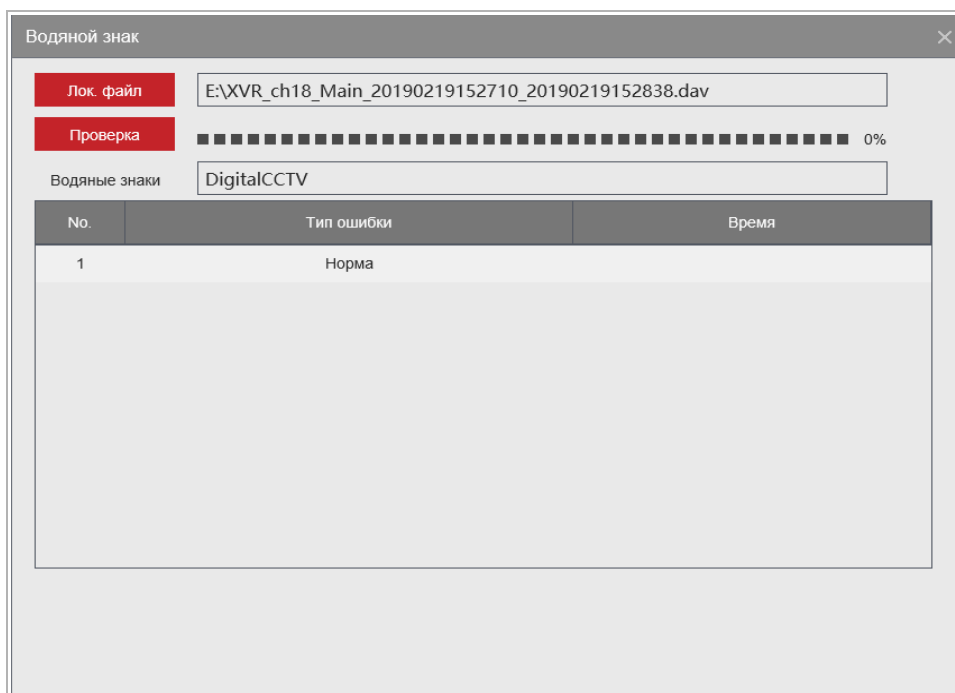 Водяной знак
Лок. файл E:\XVR_ch18_Main_20190219152710_20190219152838.dav
Проверка 0%
Водяные знаки DigitalCCTV
No. Тип ошибки Время
1 Норма